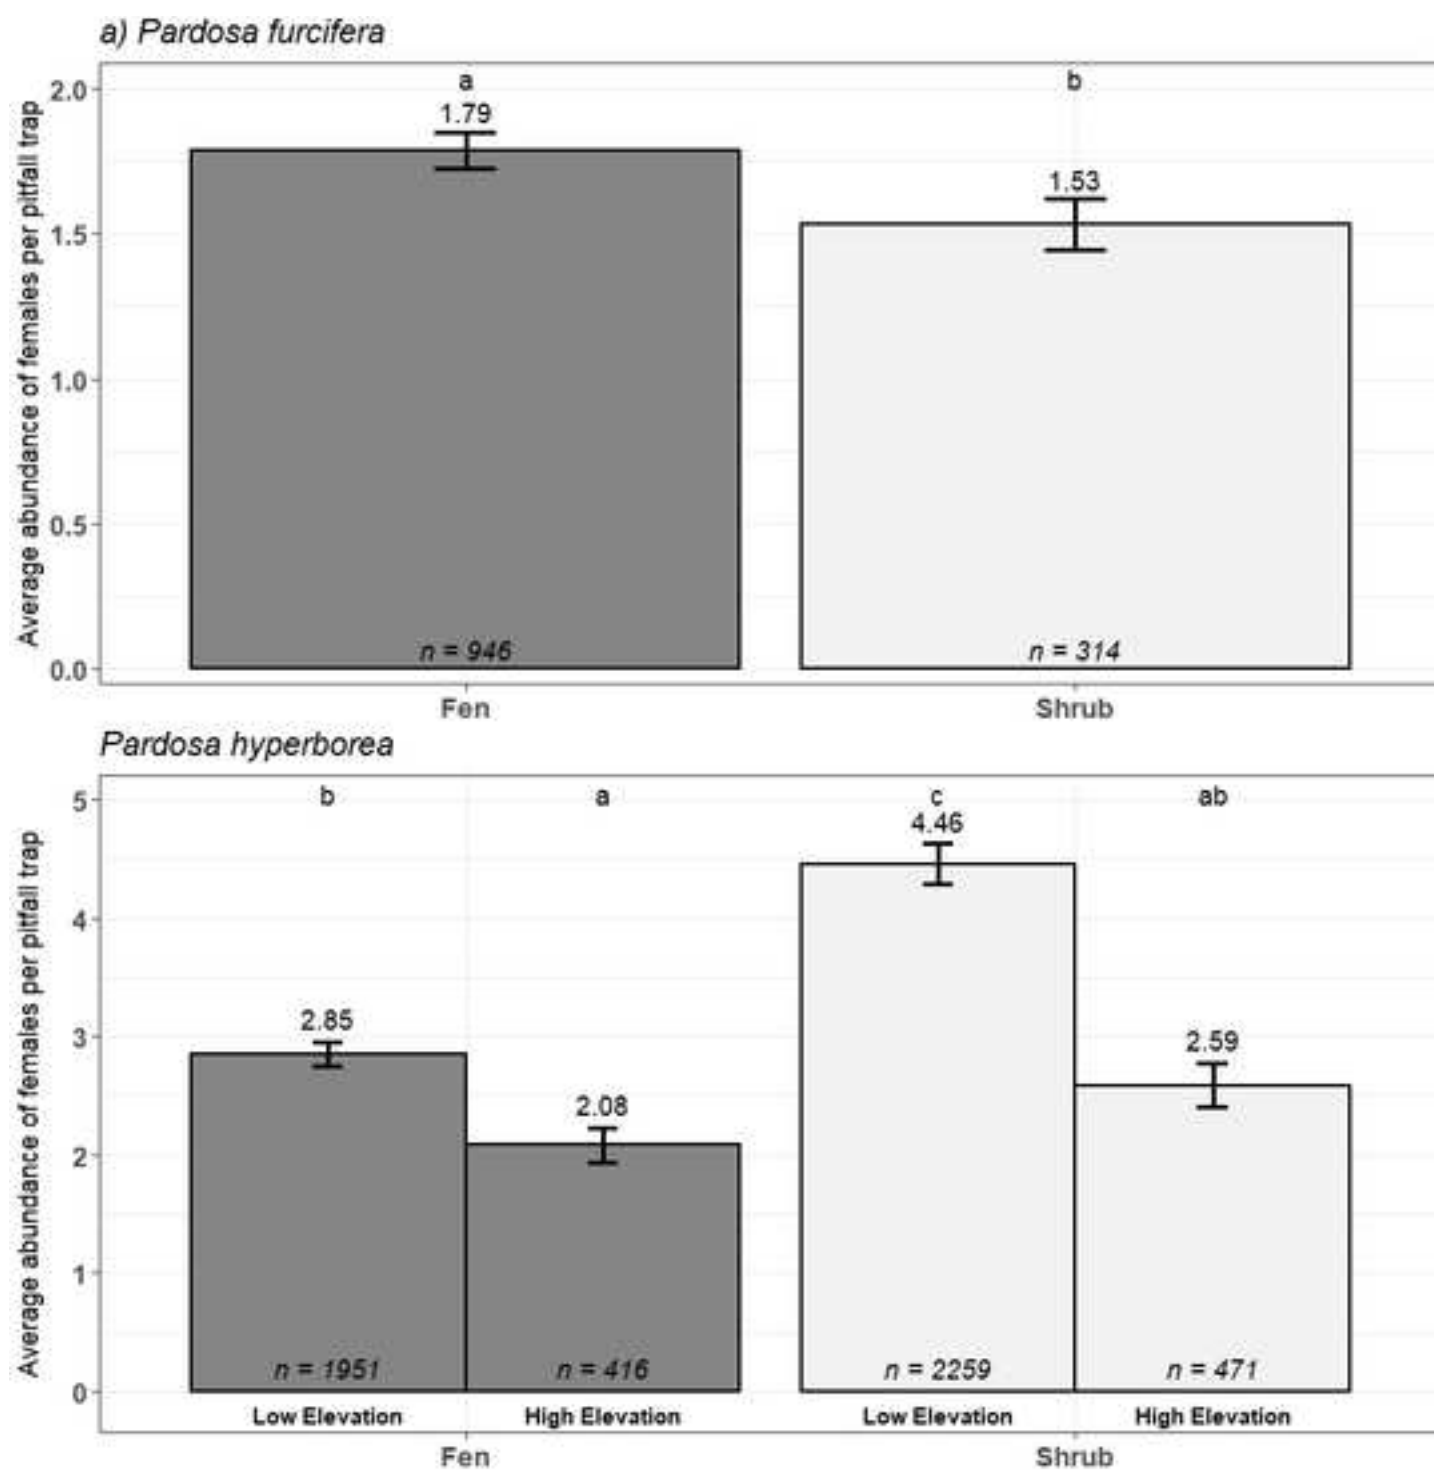 a) Pardosa furcifera
Average abundance of females per pitfall trap
2.0
1.5
1.0
0.5
0.0
a
1.79
n = 946
b
1.53
n = 314
Fen
Shrub
Pardosa hyperborea
Average abundance of females per pitfall trap
5
4
3
2
1
0
b
2.85
n = 1951
a
2.08
n = 416
c
4.46
n = 2259
ab
2.59
n = 471
Low Elevation
High Elevation
Low Elevation
High Elevation
Fen
Shrub